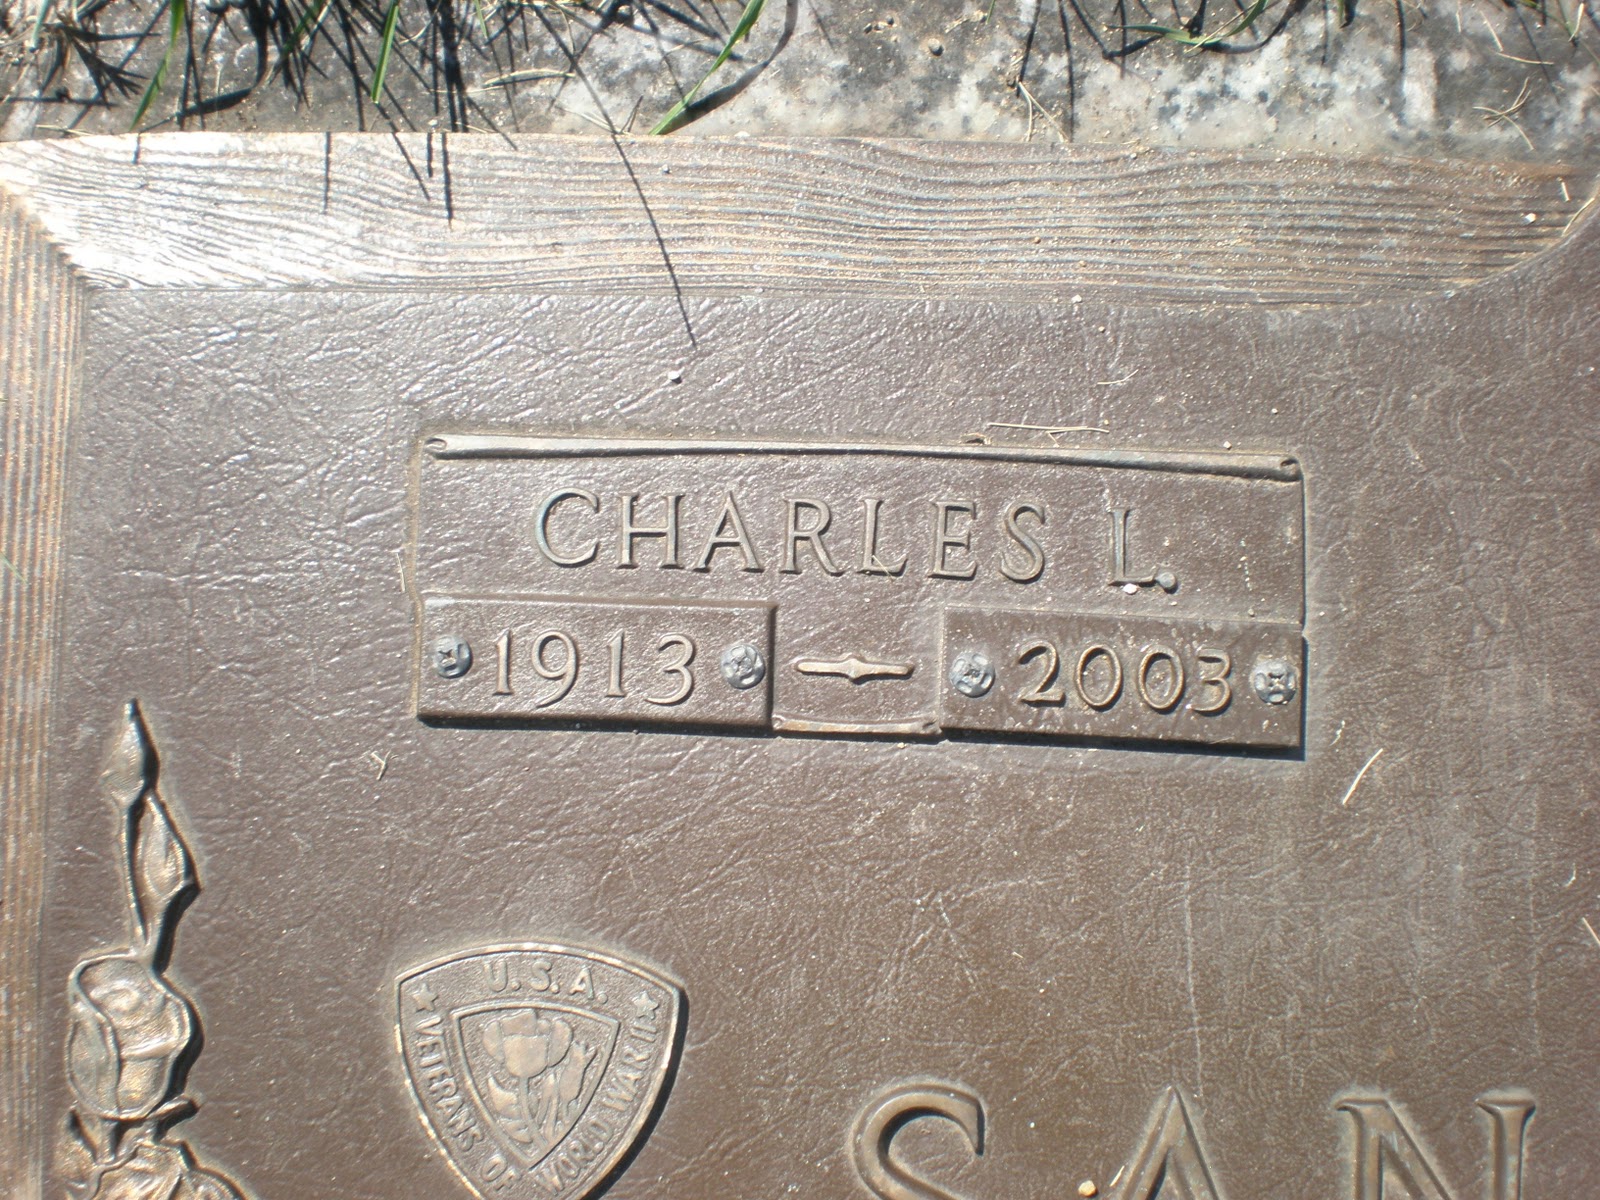 CHARLES L.
1913 2003
U.S.A.
VETERANS OF WORLD WAR II
SAN